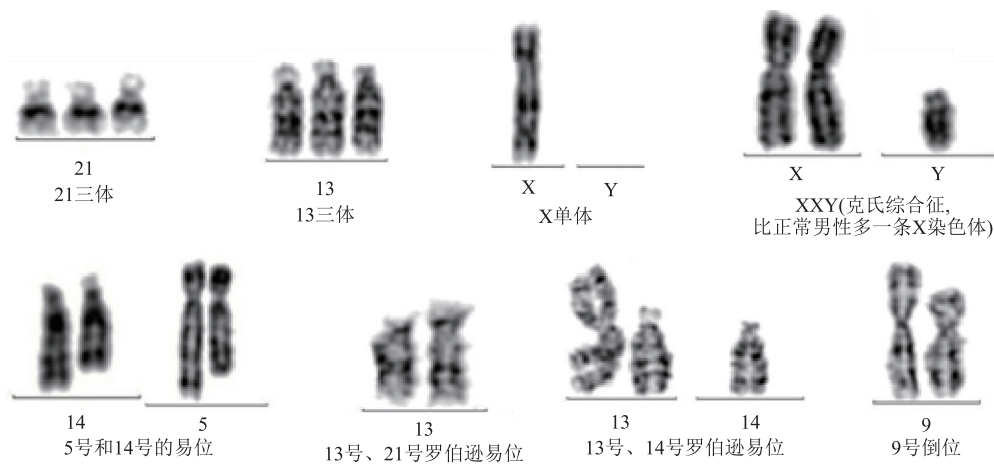 21
21三体
13
13三体
X
Y
X单体
X
Y
XXY(克氏综合征,
比正常男性多一条X染色体)
14
5
5号和14号的易位
13
13号、21号罗伯逊易位
13
14
13号、14号罗伯逊易位
9
9号倒位